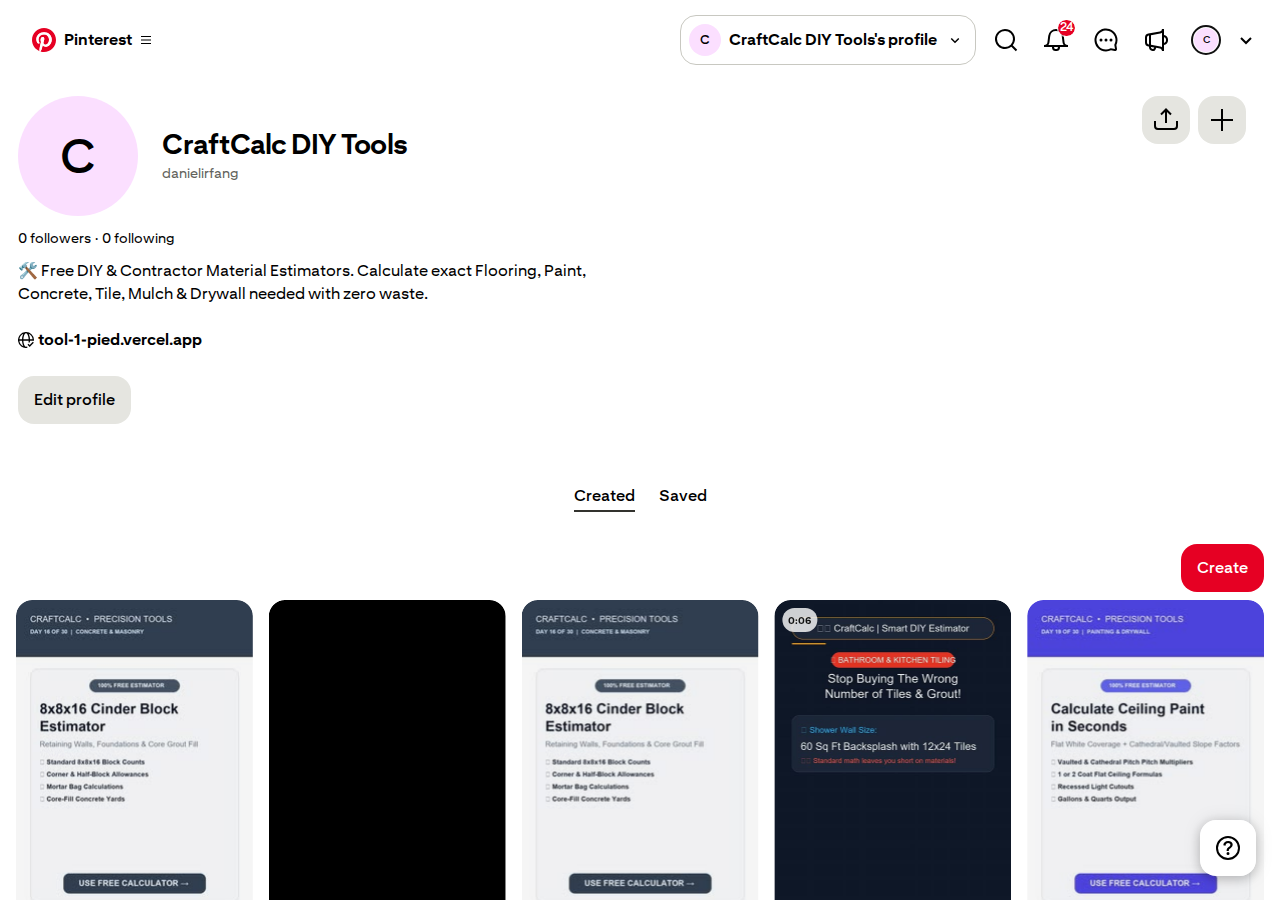 Pinterest
C
CraftCalc DIY Tools's profile
24
C
C
CraftCalc DIY Tools
danielirfang
0 followers · 0 following
🛠️ Free DIY & Contractor Material Estimators. Calculate exact Flooring, Paint,
Concrete, Tile, Mulch & Drywall needed with zero waste.
tool-1-pied.vercel.app
Edit profile
Created
Saved
Create
CRAFTCALC • PRECISION TOOLS
DAY 16 OF 30 | CONCRETE & MASONRY
100% FREE ESTIMATOR
8x8x16 Cinder Block
Estimator
Retaining Walls, Foundations & Core Grout Fill
Standard 8x8x16 Block Counts
Corner & Half-Block Allowances
Mortar Bag Calculations
Core-Fill Concrete Yards
USE FREE CALCULATOR →
CRAFTCALC • PRECISION TOOLS
DAY 16 OF 30 | CONCRETE & MASONRY
100% FREE ESTIMATOR
8x8x16 Cinder Block
Estimator
Retaining Walls, Foundations & Core Grout Fill
Standard 8x8x16 Block Counts
Corner & Half-Block Allowances
Mortar Bag Calculations
Core-Fill Concrete Yards
USE FREE CALCULATOR →
0:06
CraftCalc | Smart DIY Estimator
BATHROOM & KITCHEN TILING
Stop Buying The Wrong
Number of Tiles & Grout!
Shower Wall Size:
60 Sq Ft Backsplash with 12x24 Tiles
Standard math leaves you short on materials!
CRAFTCALC • PRECISION TOOLS
DAY 19 OF 30 | PAINTING & DRYWALL
100% FREE ESTIMATOR
Calculate Ceiling Paint
in Seconds
Flat White Coverage + Cathedral/Vaulted Slope Factors
Vaulted & Cathedral Pitch Pitch Multipliers
1 or 2 Coat Flat Ceiling Formulas
Recessed Light Cutouts
Gallons & Quarts Output
USE FREE CALCULATOR →